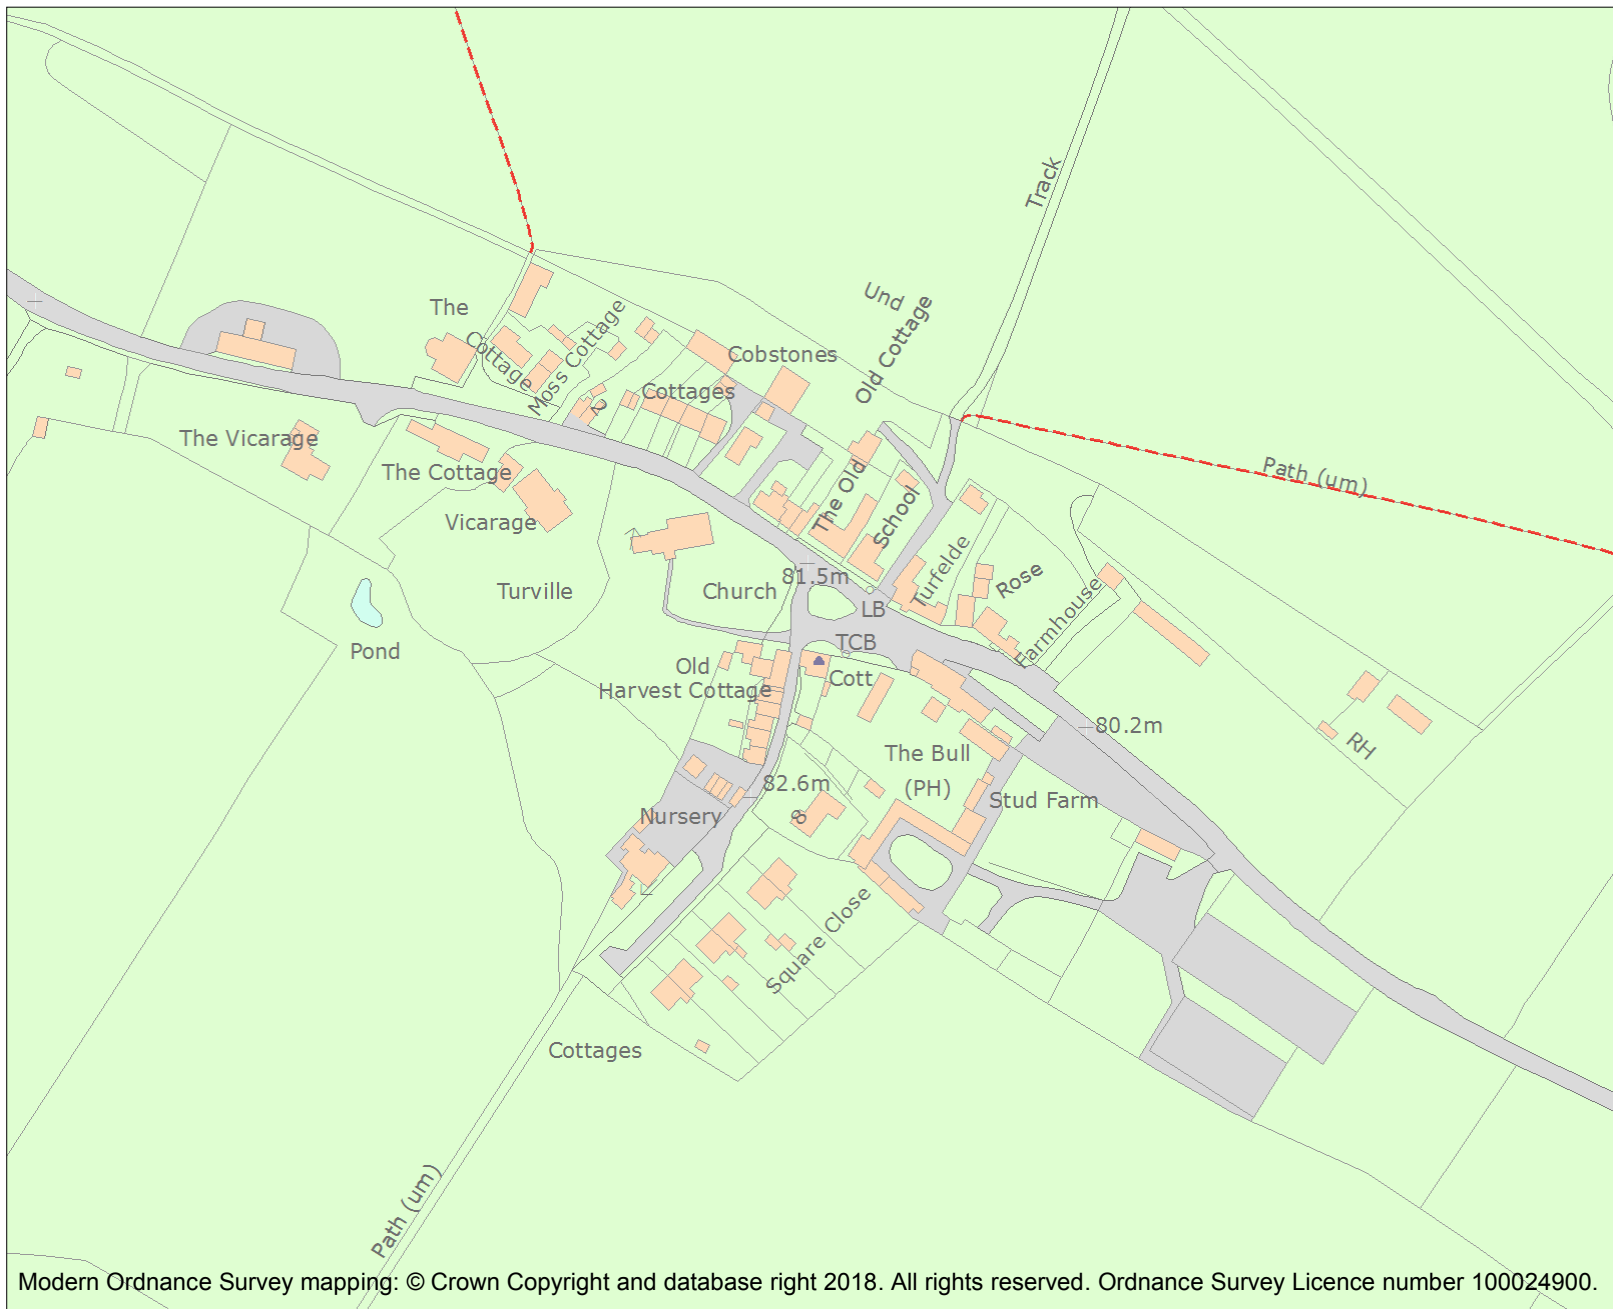 Track
Und
Old Cottage
The
Cottage
Moss Cottage
Cobstones
Cottages
2
The Vicarage
The Cottage
Vicarage
The Old
School
Path (um)
Turville
Church
81.5m
LB
TCB
Turfelde
Rose
Farmhouse
Pond
Old
Harvest Cottage
Cott
The Bull
(PH)
80.2m
RH
82.6m
8
Nursery
Stud Farm
Square Close
Cottages
Path (um)
Modern Ordnance Survey mapping: © Crown Copyright and database right 2018. All rights reserved. Ordnance Survey Licence number 100024900.